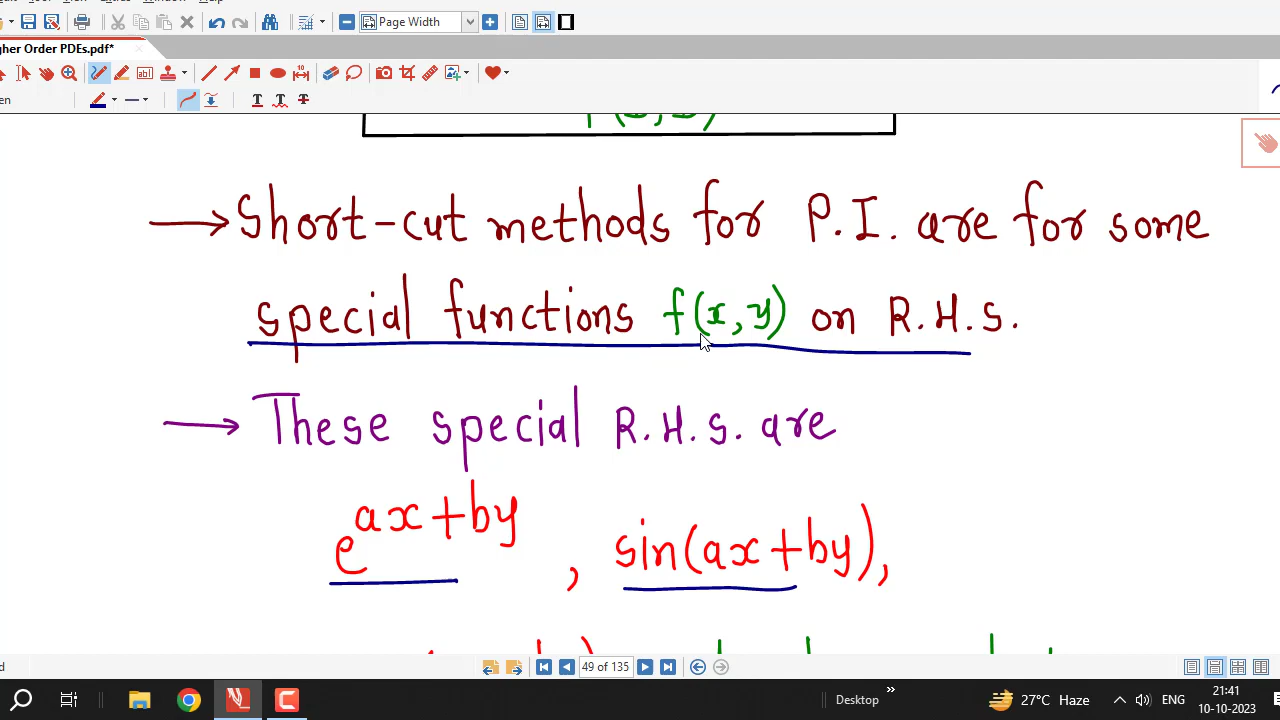 Page Width
gher Order PDEs.pdf*
en
→ Short-cut methods for P.I. are for some
special functions f(x,y) on R.H.S.
→ These special R.H.S. are
e^{ax+by} , sin(ax+by),
49 of 135
Desktop
27°C Haze
ENG
21:41
10-10-2023